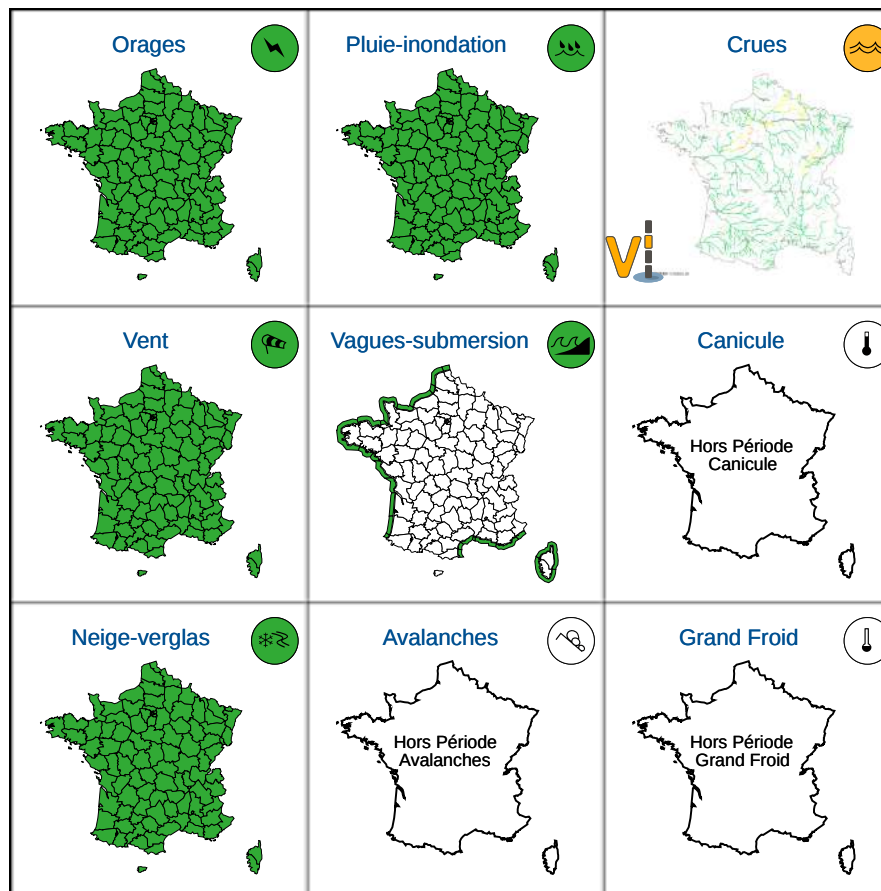 Orages
Pluie-inondation
Crues
Vi
Vent
Vagues-submersion
Canicule
Hors Période
Canicule
Neige-verglas
Avalanches
Grand Froid
Hors Période
Avalanches
Hors Période
Grand Froid